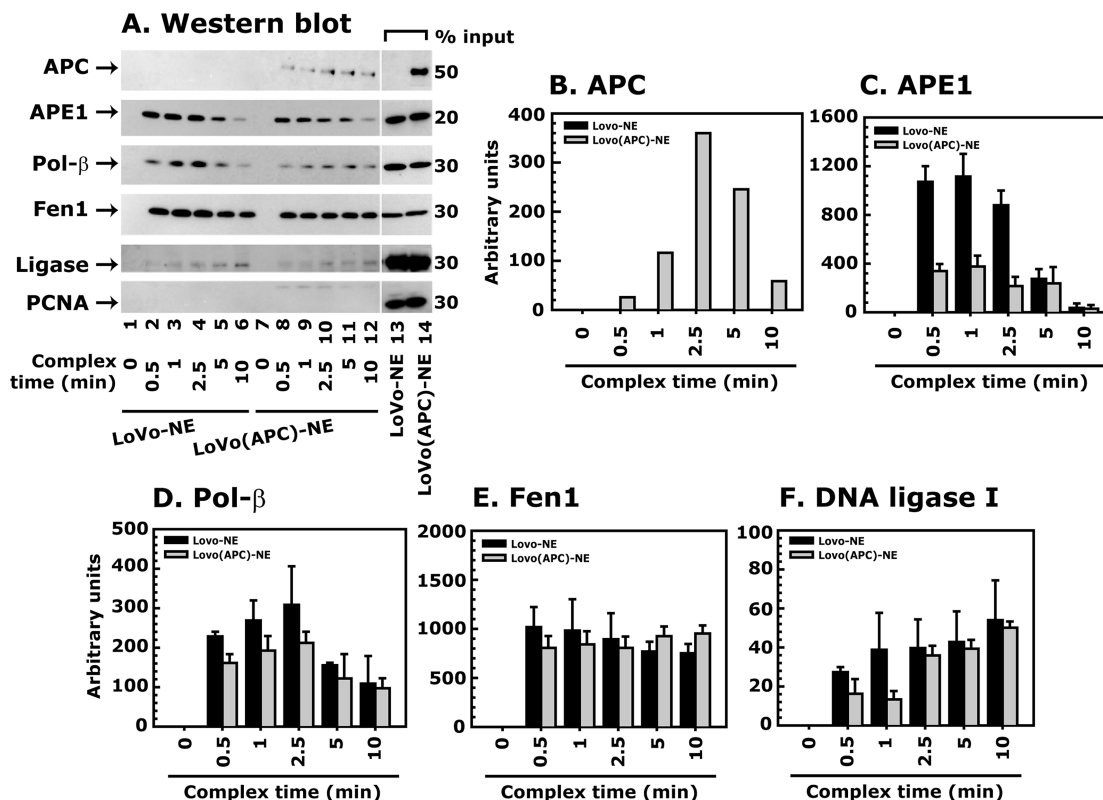 A. Western blot
% input
APC → 50
APE1 → 20
Pol-β → 30
Fen1 → 30
Ligase → 30
PCNA → 30
1 2 3 4 5 6 7 8 9 10 11 12 13 14
Complex time (min) 0 0.5 1 2.5 5 10 0 0.5 1 2.5 5 10 LoVo-NE LoVo(APC)-NE
LoVo-NE LoVo(APC)-NE
B. APC
Lovo-NE
Lovo(APC)-NE
Arbitrary units
400
300
200
100
0
0 0.5 1 2.5 5 10
Complex time (min)
C. APE1
Lovo-NE
Lovo(APC)-NE
1600
1200
800
400
0
0 0.5 1 2.5 5 10
Complex time (min)
D. Pol-β
Lovo-NE
Lovo(APC)-NE
Arbitrary units
500
400
300
200
100
0
0 0.5 1 2.5 5 10
Complex time (min)
E. Fen1
Lovo-NE
Lovo(APC)-NE
2000
1500
1000
500
0
0 0.5 1 2.5 5 10
Complex time (min)
F. DNA ligase I
Lovo-NE
Lovo(APC)-NE
100
80
60
40
20
0
0 0.5 1 2.5 5 10
Complex time (min)